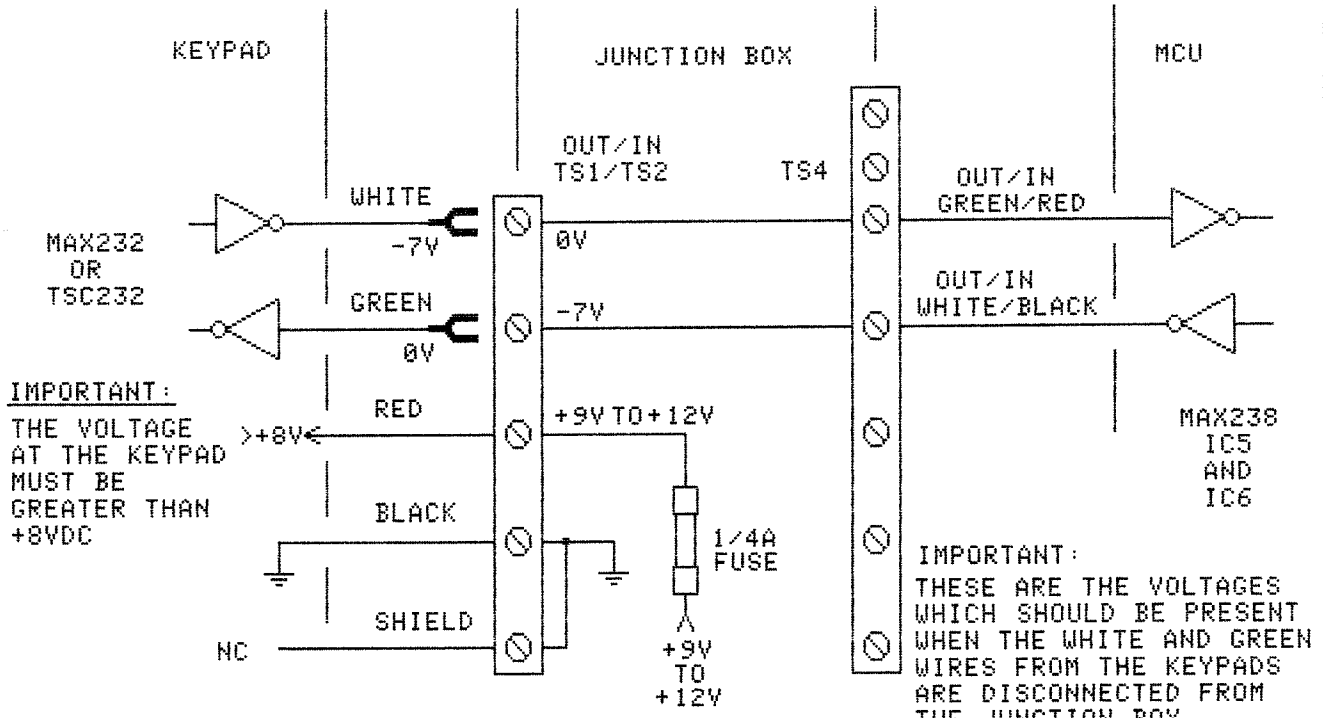 KEYPAD
JUNCTION BOX
MCU
OUT/IN
TS1/TS2
TS4
OUT/IN
GREEN/RED
WHITE
-7V
0V
MAX232
OR
TSC232
OUT/IN
WHITE/BLACK
GREEN
0V
-7V
IMPORTANT:
THE VOLTAGE
AT THE KEYPAD
MUST BE
GREATER THAN
+8VDC
RED
>+8V<
+9V TO +12V
MAX238
IC5
AND
IC6
BLACK
1/4A
FUSE
SHIELD
NC
+9V
TO
+12V
IMPORTANT:
THESE ARE THE VOLTAGES
WHICH SHOULD BE PRESENT
WHEN THE WHITE AND GREEN
WIRES FROM THE KEYPADS
ARE DISCONNECTED FROM
THE JUNCTION BOX